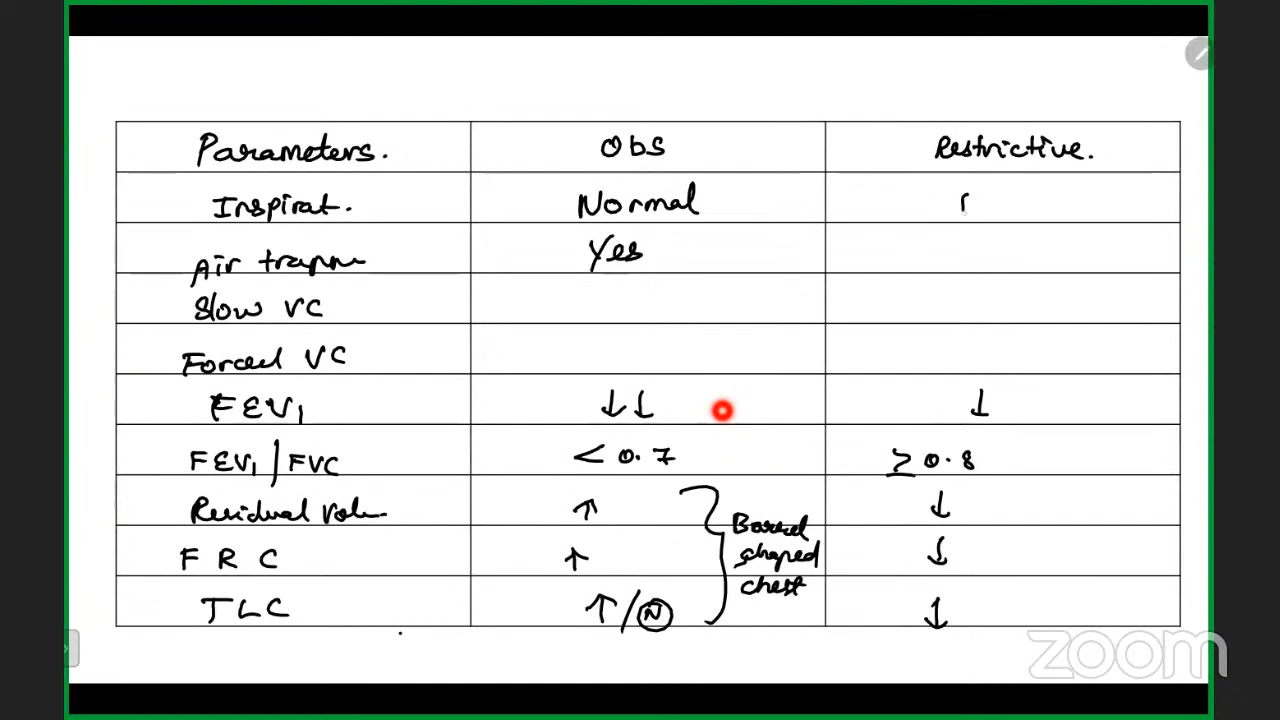 Parameters. Obs Restrictive.
Inspirat. Normal
Air trappn Yes
Slow VC
Forced VC
FEV₁ ↓↓ ↓
FEV₁/FVC < 0.7 ≥ 0.8
Residual Vol ↑ ↓
FRC ↑ ↓
TLC ↑/N ↓
Barrel
shaped
chest
zoom